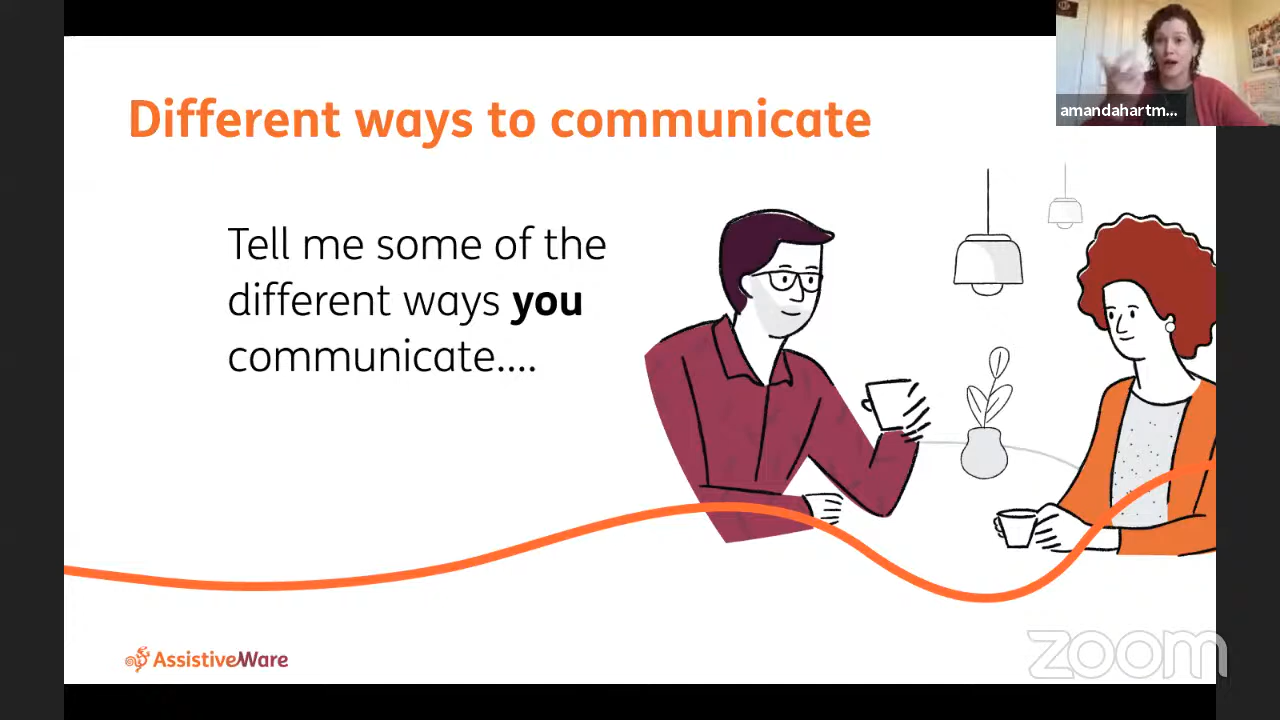 Different ways to communicate
amandahartm...
Tell me some of the
different ways you
communicate....
AssistiveWare
zoom